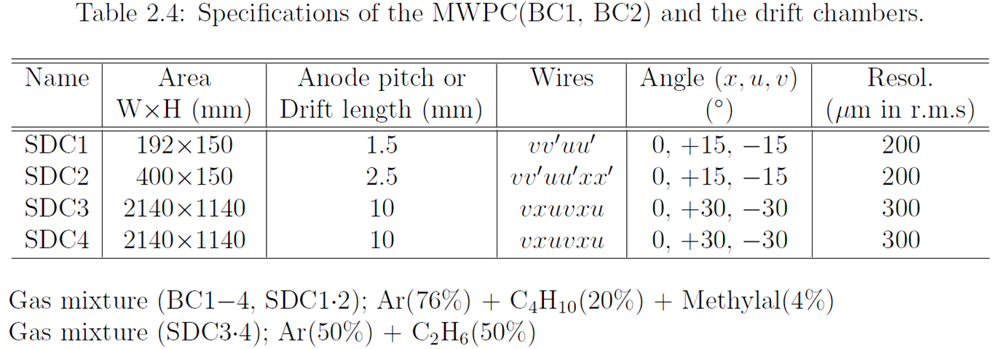 Table 2.4: Specifications of the MWPC(BC1, BC2) and the drift chambers.
Name Area Anode pitch or Wires Angle (x, u, v) Resol.
W×H (mm) Drift length (mm) (°) (μm in r.m.s)
SDC1 192×150 1.5 vv′uu′ 0, +15, −15 200
SDC2 400×150 2.5 vv′uu′xx′ 0, +15, −15 200
SDC3 2140×1140 10 vxuvxu 0, +30, −30 300
SDC4 2140×1140 10 vxuvxu 0, +30, −30 300
Gas mixture (BC1−4, SDC1·2); Ar(76%) + C₄H₁₀(20%) + Methylal(4%)
Gas mixture (SDC3·4); Ar(50%) + C₂H₆(50%)